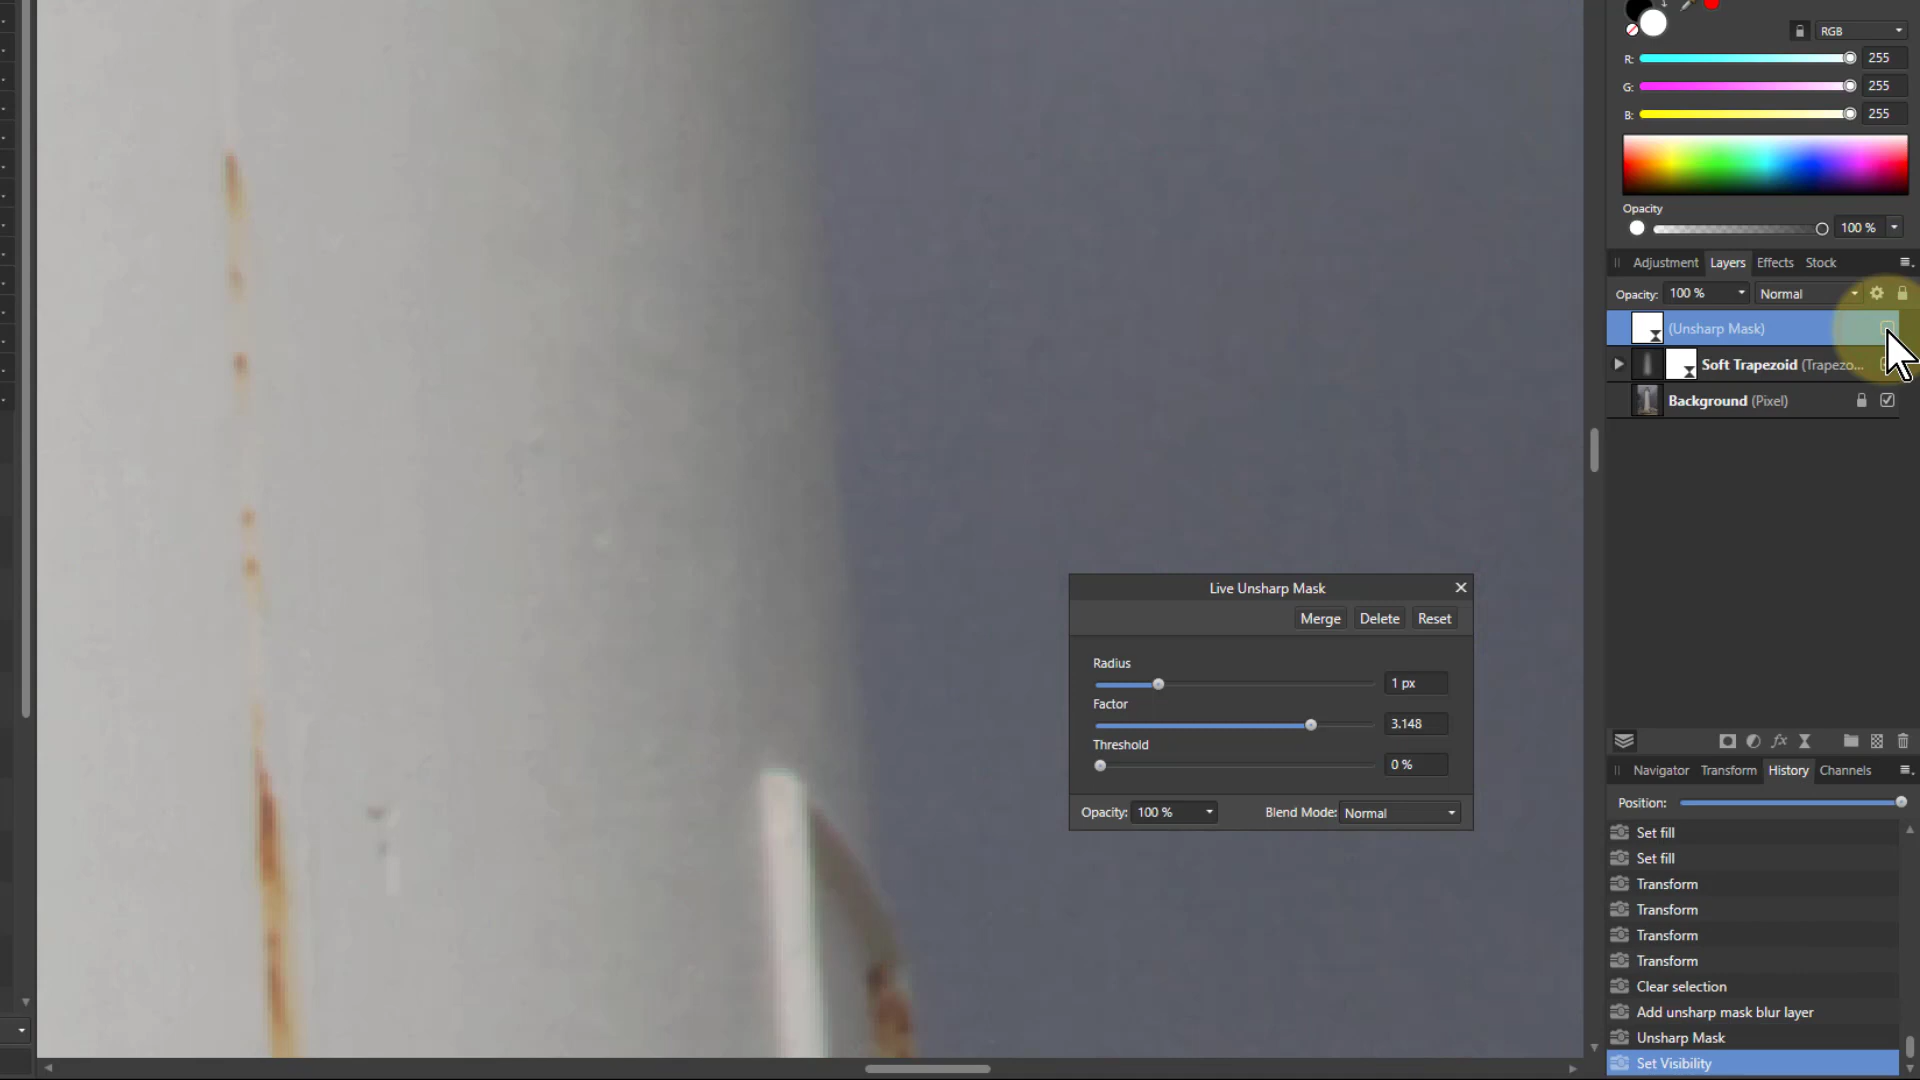 RGB
R: 255
G: 255
B: 255
Opacity
100 %
Adjustment Layers Effects Stock
Opacity: 100 % Normal
(Unsharp Mask)
Soft Trapezoid (Trapezo...
Background (Pixel)
Live Unsharp Mask
Merge Delete Reset
Radius
1 px
Factor
3.148
Threshold
0 %
Opacity: 100 % Blend Mode: Normal
Navigator Transform History Channels
Position:
Set fill
Set fill
Transform
Transform
Transform
Transform
Clear selection
Add unsharp mask blur layer
Unsharp Mask
Set Visibility